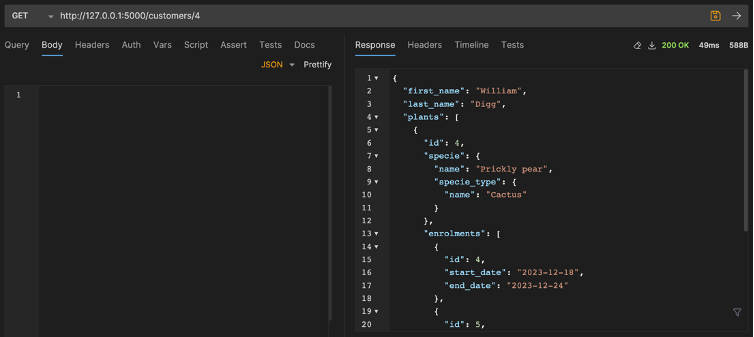 GET http://127.0.0.1:5000/customers/4
Query Body Headers Auth Vars Script Assert Tests Docs
JSON Prettify
1
Response Headers Timeline Tests 200 OK 49ms 588B
1 {
2 "first_name": "William",
3 "last_name": "Digg",
4 "plants": [
5 {
6 "id": 4,
7 "specie": {
8 "name": "Prickly pear",
9 "specie_type": {
10 "name": "Cactus"
11 }
12 },
13 "enrolments": [
14 {
15 "id": 4,
16 "start_date": "2023-12-18",
17 "end_date": "2023-12-24"
18 },
19 {
20 "id": 5,